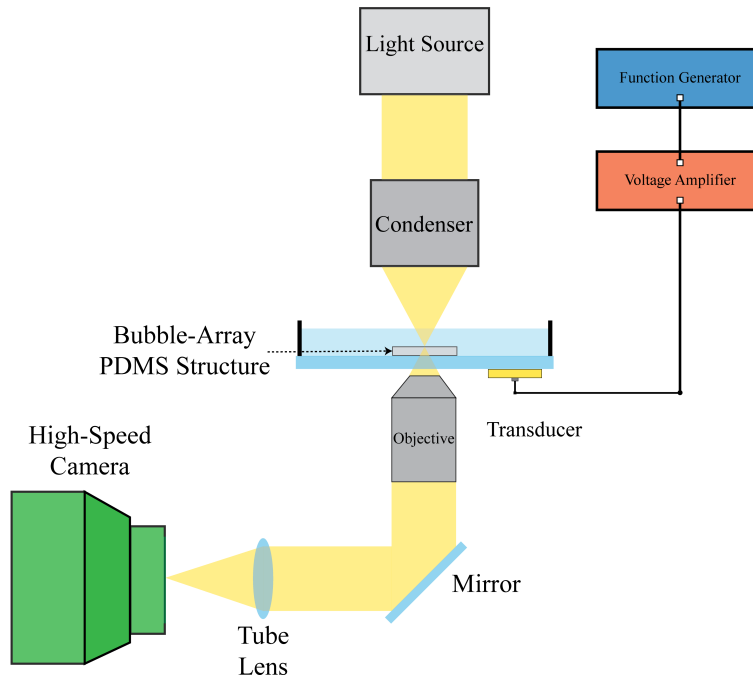 Light Source
Function Generator
Voltage Amplifier
Condenser
Bubble-Array
PDMS Structure
Transducer
Objective
High-Speed
Camera
Mirror
Tube
Lens